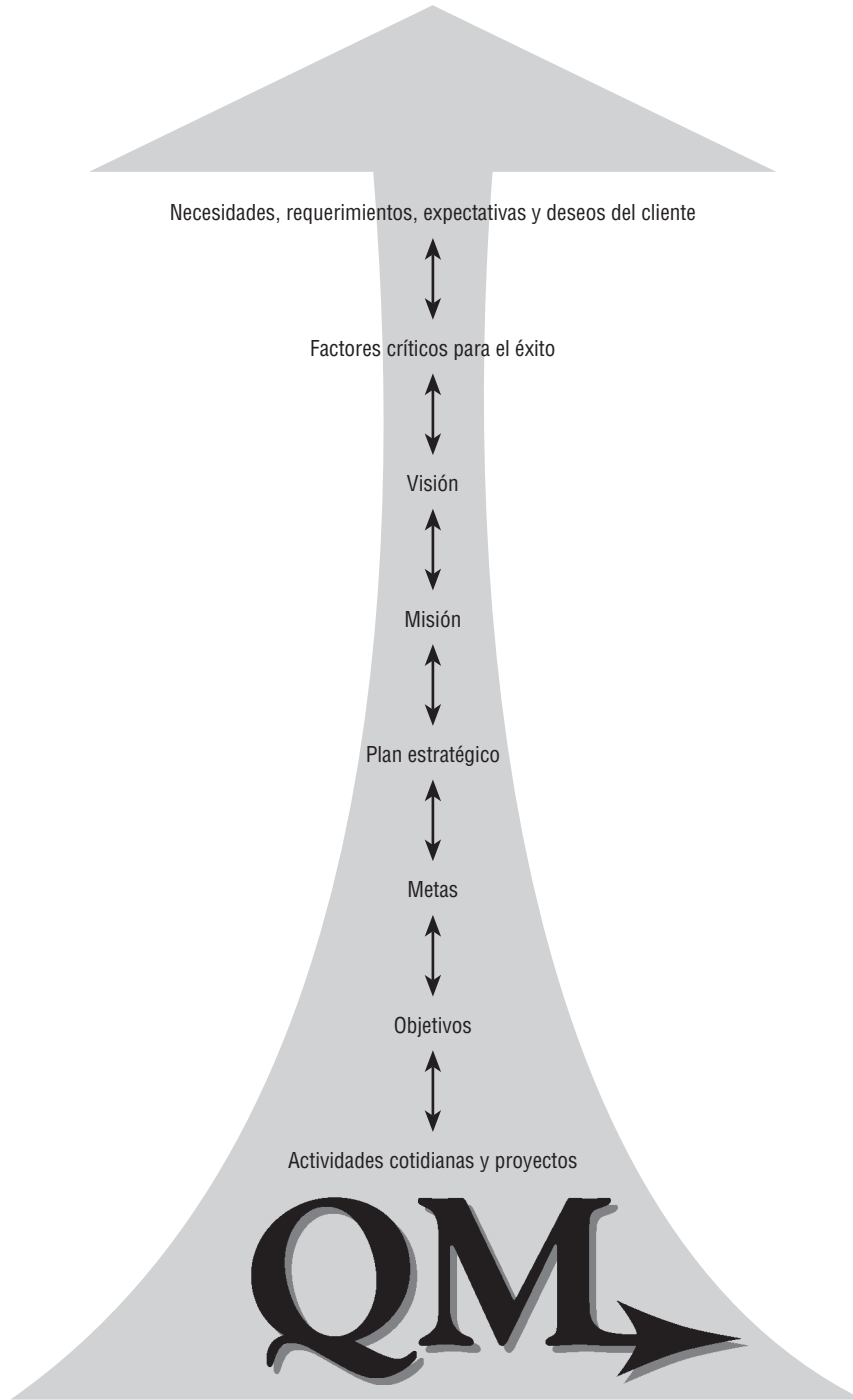 Necesidades, requerimientos, expectativas y deseos del cliente
Factores críticos para el éxito
Visión
Misión
Plan estratégico
Metas
Objetivos
Actividades cotidianas y proyectos
QM